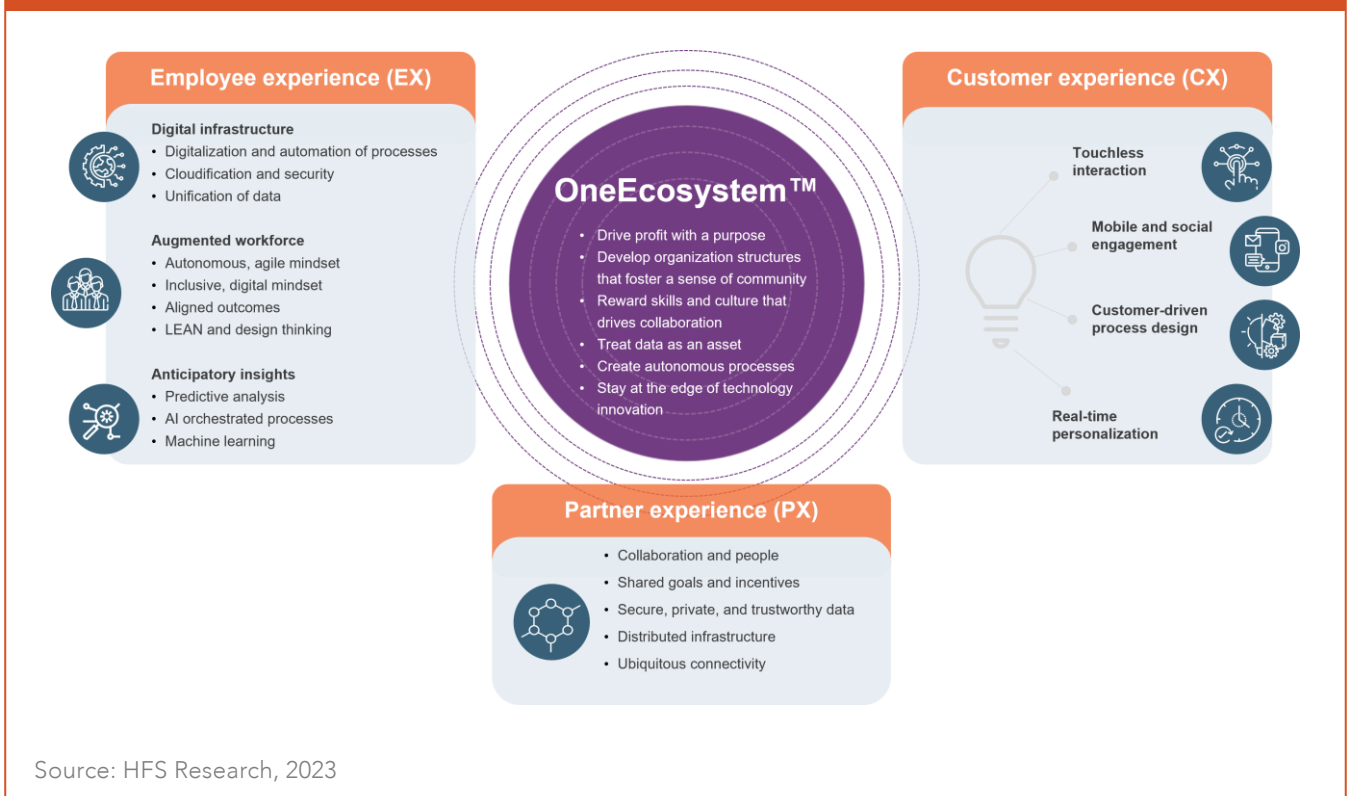 Employee experience (EX)
Digital infrastructure
• Digitalization and automation of processes
• Cloudification and security
• Unification of data
Augmented workforce
• Autonomous, agile mindset
• Inclusive, digital mindset
• Aligned outcomes
• LEAN and design thinking
Anticipatory insights
• Predictive analysis
• AI orchestrated processes
• Machine learning
OneEcosystem™
• Drive profit with a purpose
• Develop organization structures
that foster a sense of community
• Reward skills and culture that
drives collaboration
• Treat data as an asset
• Create autonomous processes
• Stay at the edge of technology
innovation
Customer experience (CX)
Touchless
interaction
Mobile and social
engagement
Customer-driven
process design
Real-time
personalization
Partner experience (PX)
• Collaboration and people
• Shared goals and incentives
• Secure, private, and trustworthy data
• Distributed infrastructure
• Ubiquitous connectivity
Source: HFS Research, 2023